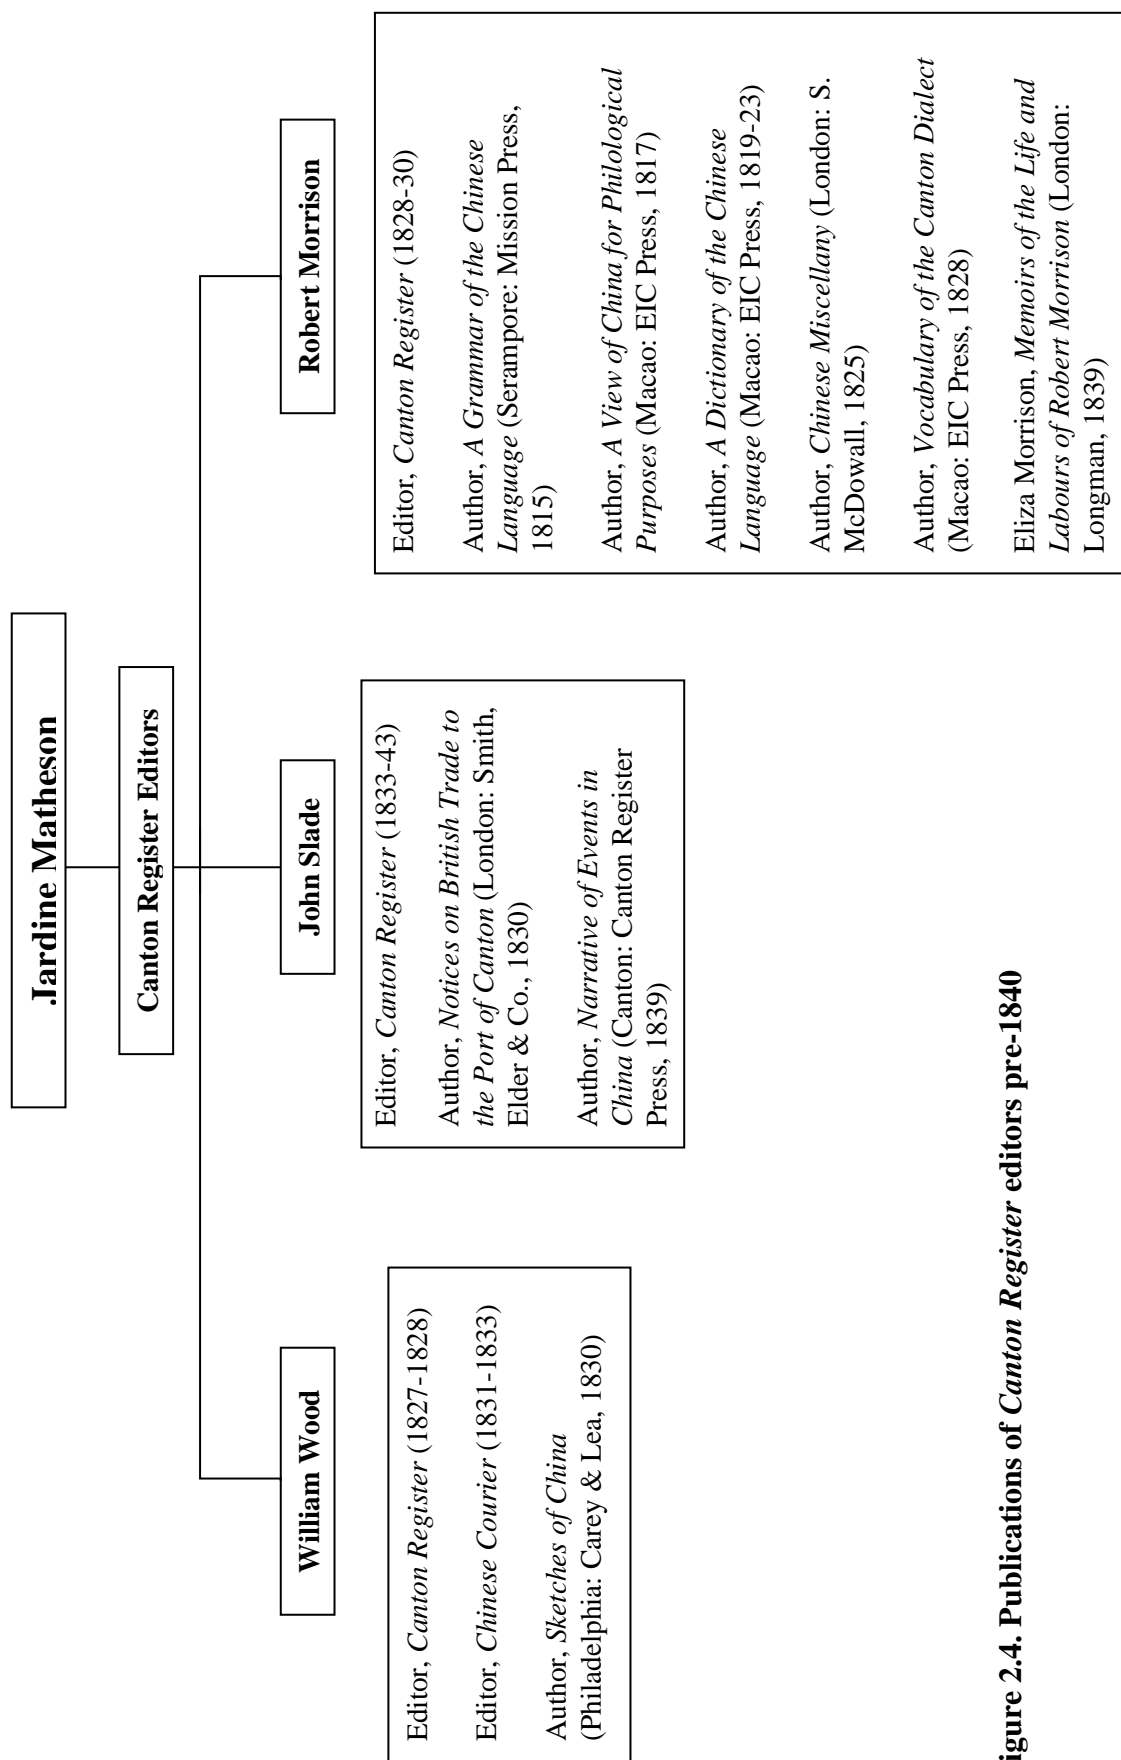 Jardine Matheson
Canton Register Editors
William Wood
Editor, Canton Register (1827-1828)
Editor, Chinese Courier (1831-1833)
Author, Sketches of China
(Philadelphia: Carey & Lea, 1830)
John Slade
Editor, Canton Register (1833-43)
Author, Notices on British Trade to
the Port of Canton (London: Smith,
Elder & Co., 1830)
Author, Narrative of Events in
China (Canton: Canton Register
Press, 1839)
Robert Morrison
Editor, Canton Register (1828-30)
Author, A Grammar of the Chinese
Language (Serampore: Mission Press,
1815)
Author, A View of China for Philological
Purposes (Macao: EIC Press, 1817)
Author, A Dictionary of the Chinese
Language (Macao: EIC Press, 1819-23)
Author, Chinese Miscellany (London: S.
McDowall, 1825)
Author, Vocabulary of the Canton Dialect
(Macao: EIC Press, 1828)
Eliza Morrison, Memoirs of the Life and
Labours of Robert Morrison (London:
Longman, 1839)
igure 2.4. Publications of Canton Register editors pre-1840